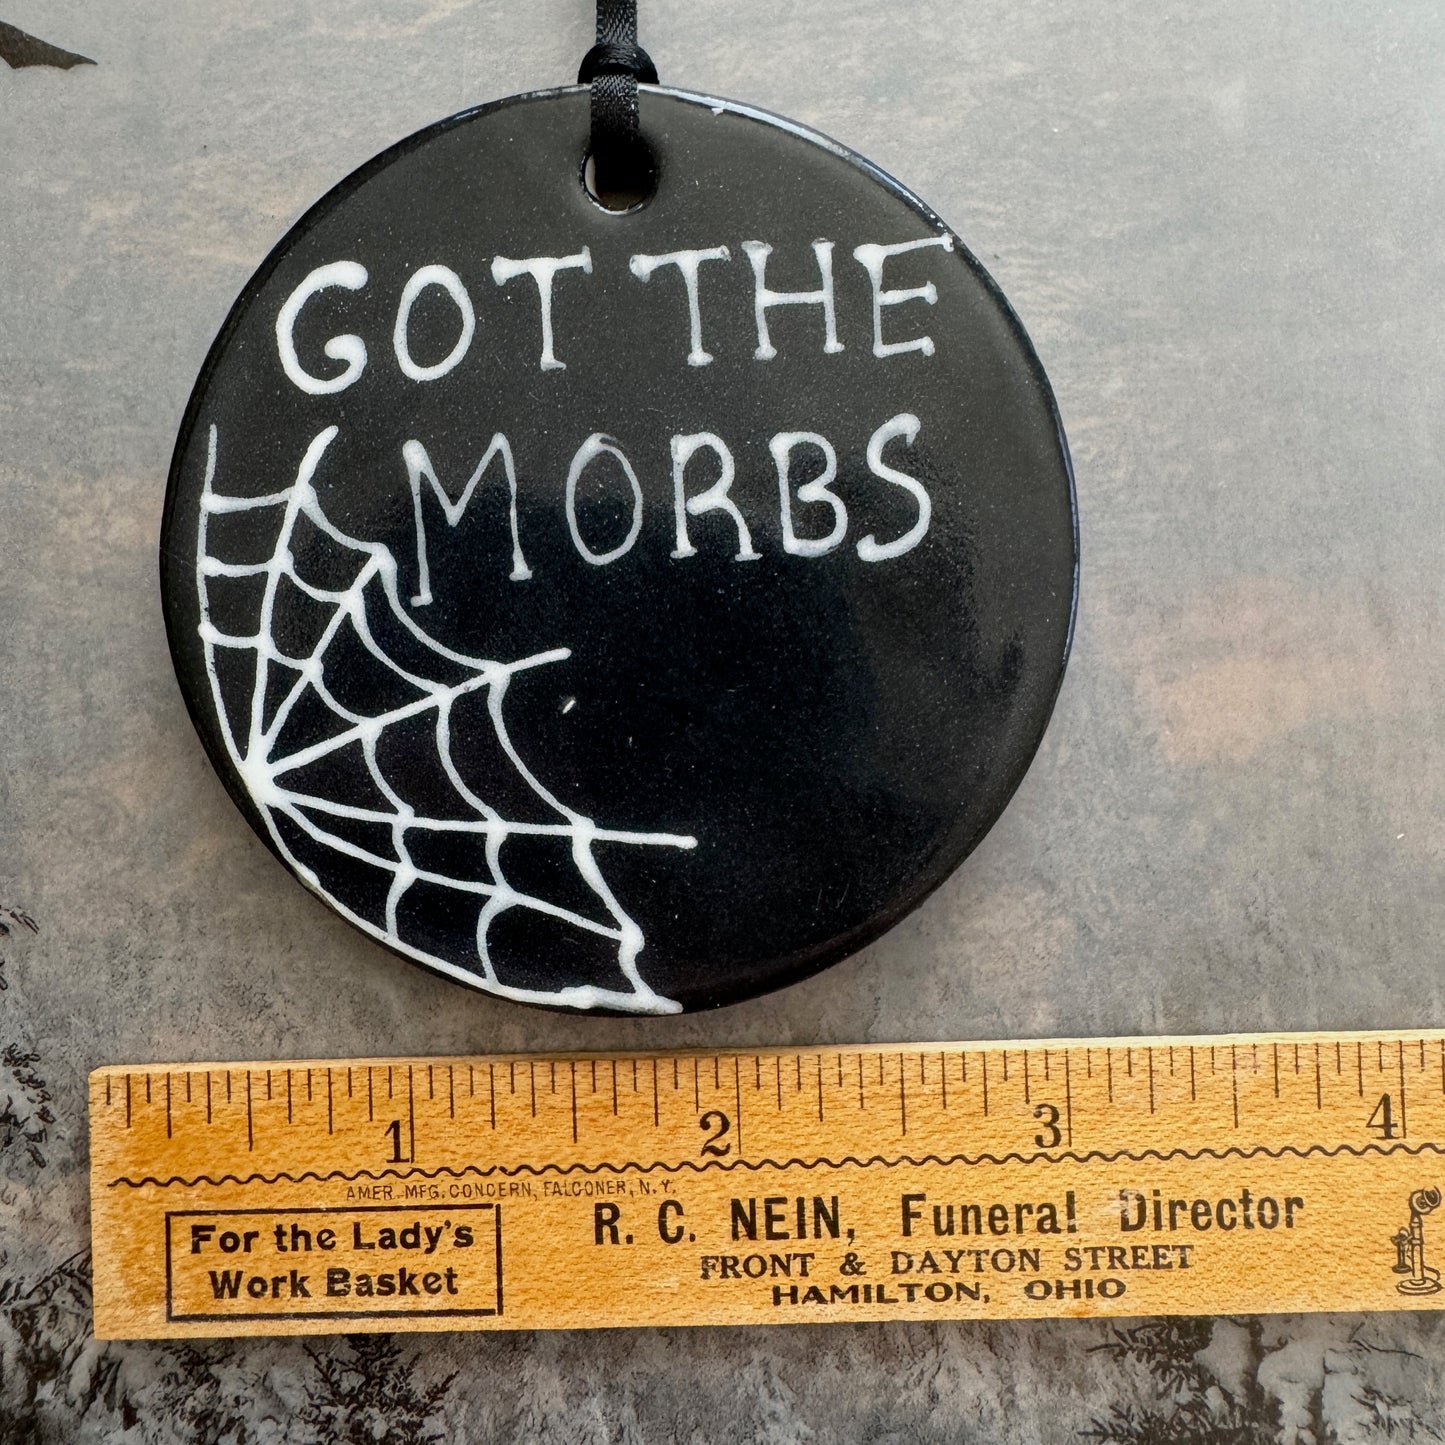 GOT THE
MORBS
1 2 3 4
AMER. MFG. CONCERN, FALCONER, N.Y.
For the Lady's
Work Basket
R. C. NEIN, Funeral Director
FRONT & DAYTON STREET
HAMILTON, OHIO